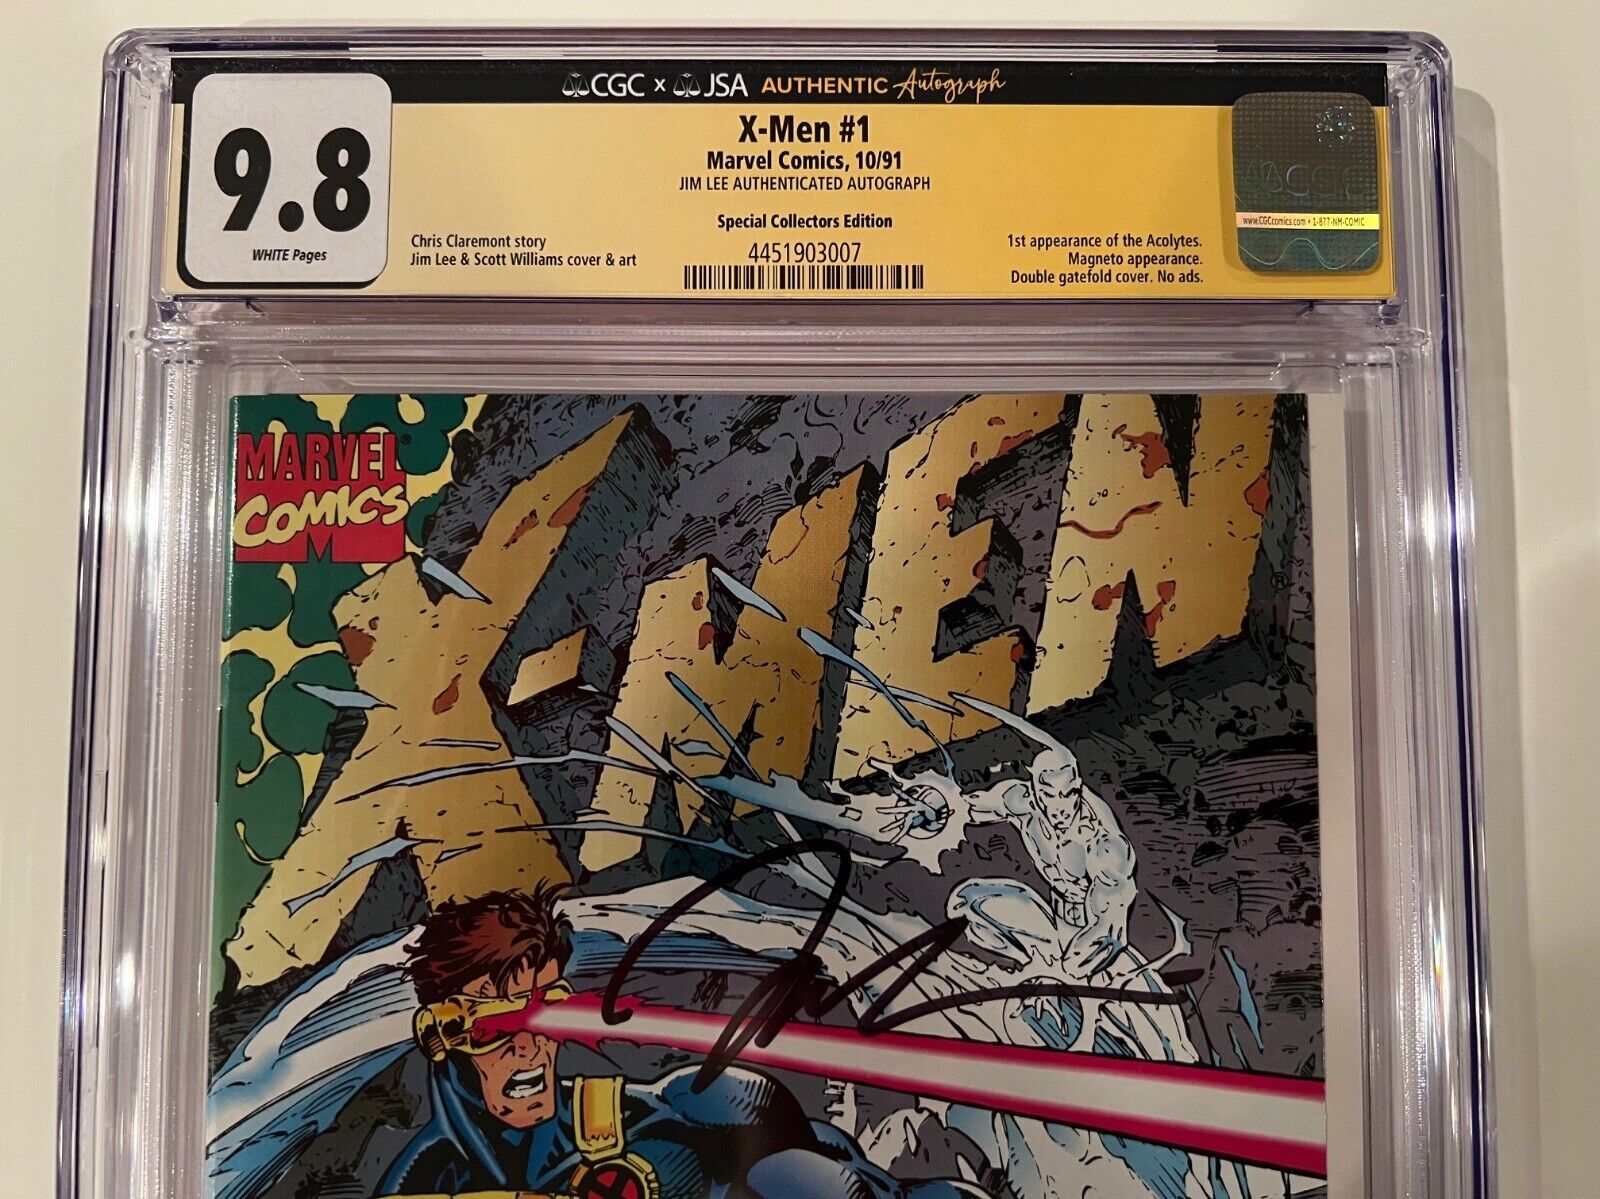 CGC x JSA AUTHENTIC Autograph
9.8
WHITE Pages
X-Men #1
Marvel Comics, 10/91
JIM LEE AUTHENTICATED AUTOGRAPH
Special Collectors Edition
4451903007
Chris Claremont story
Jim Lee & Scott Williams cover & art
1st appearance of the Acolytes.
Magneto appearance.
Double gatefold cover. No ads.
CGC
www.CGCcomics.com • 1-877-NM-COMIC
MARVEL®
COMICS
M
X-MEN®